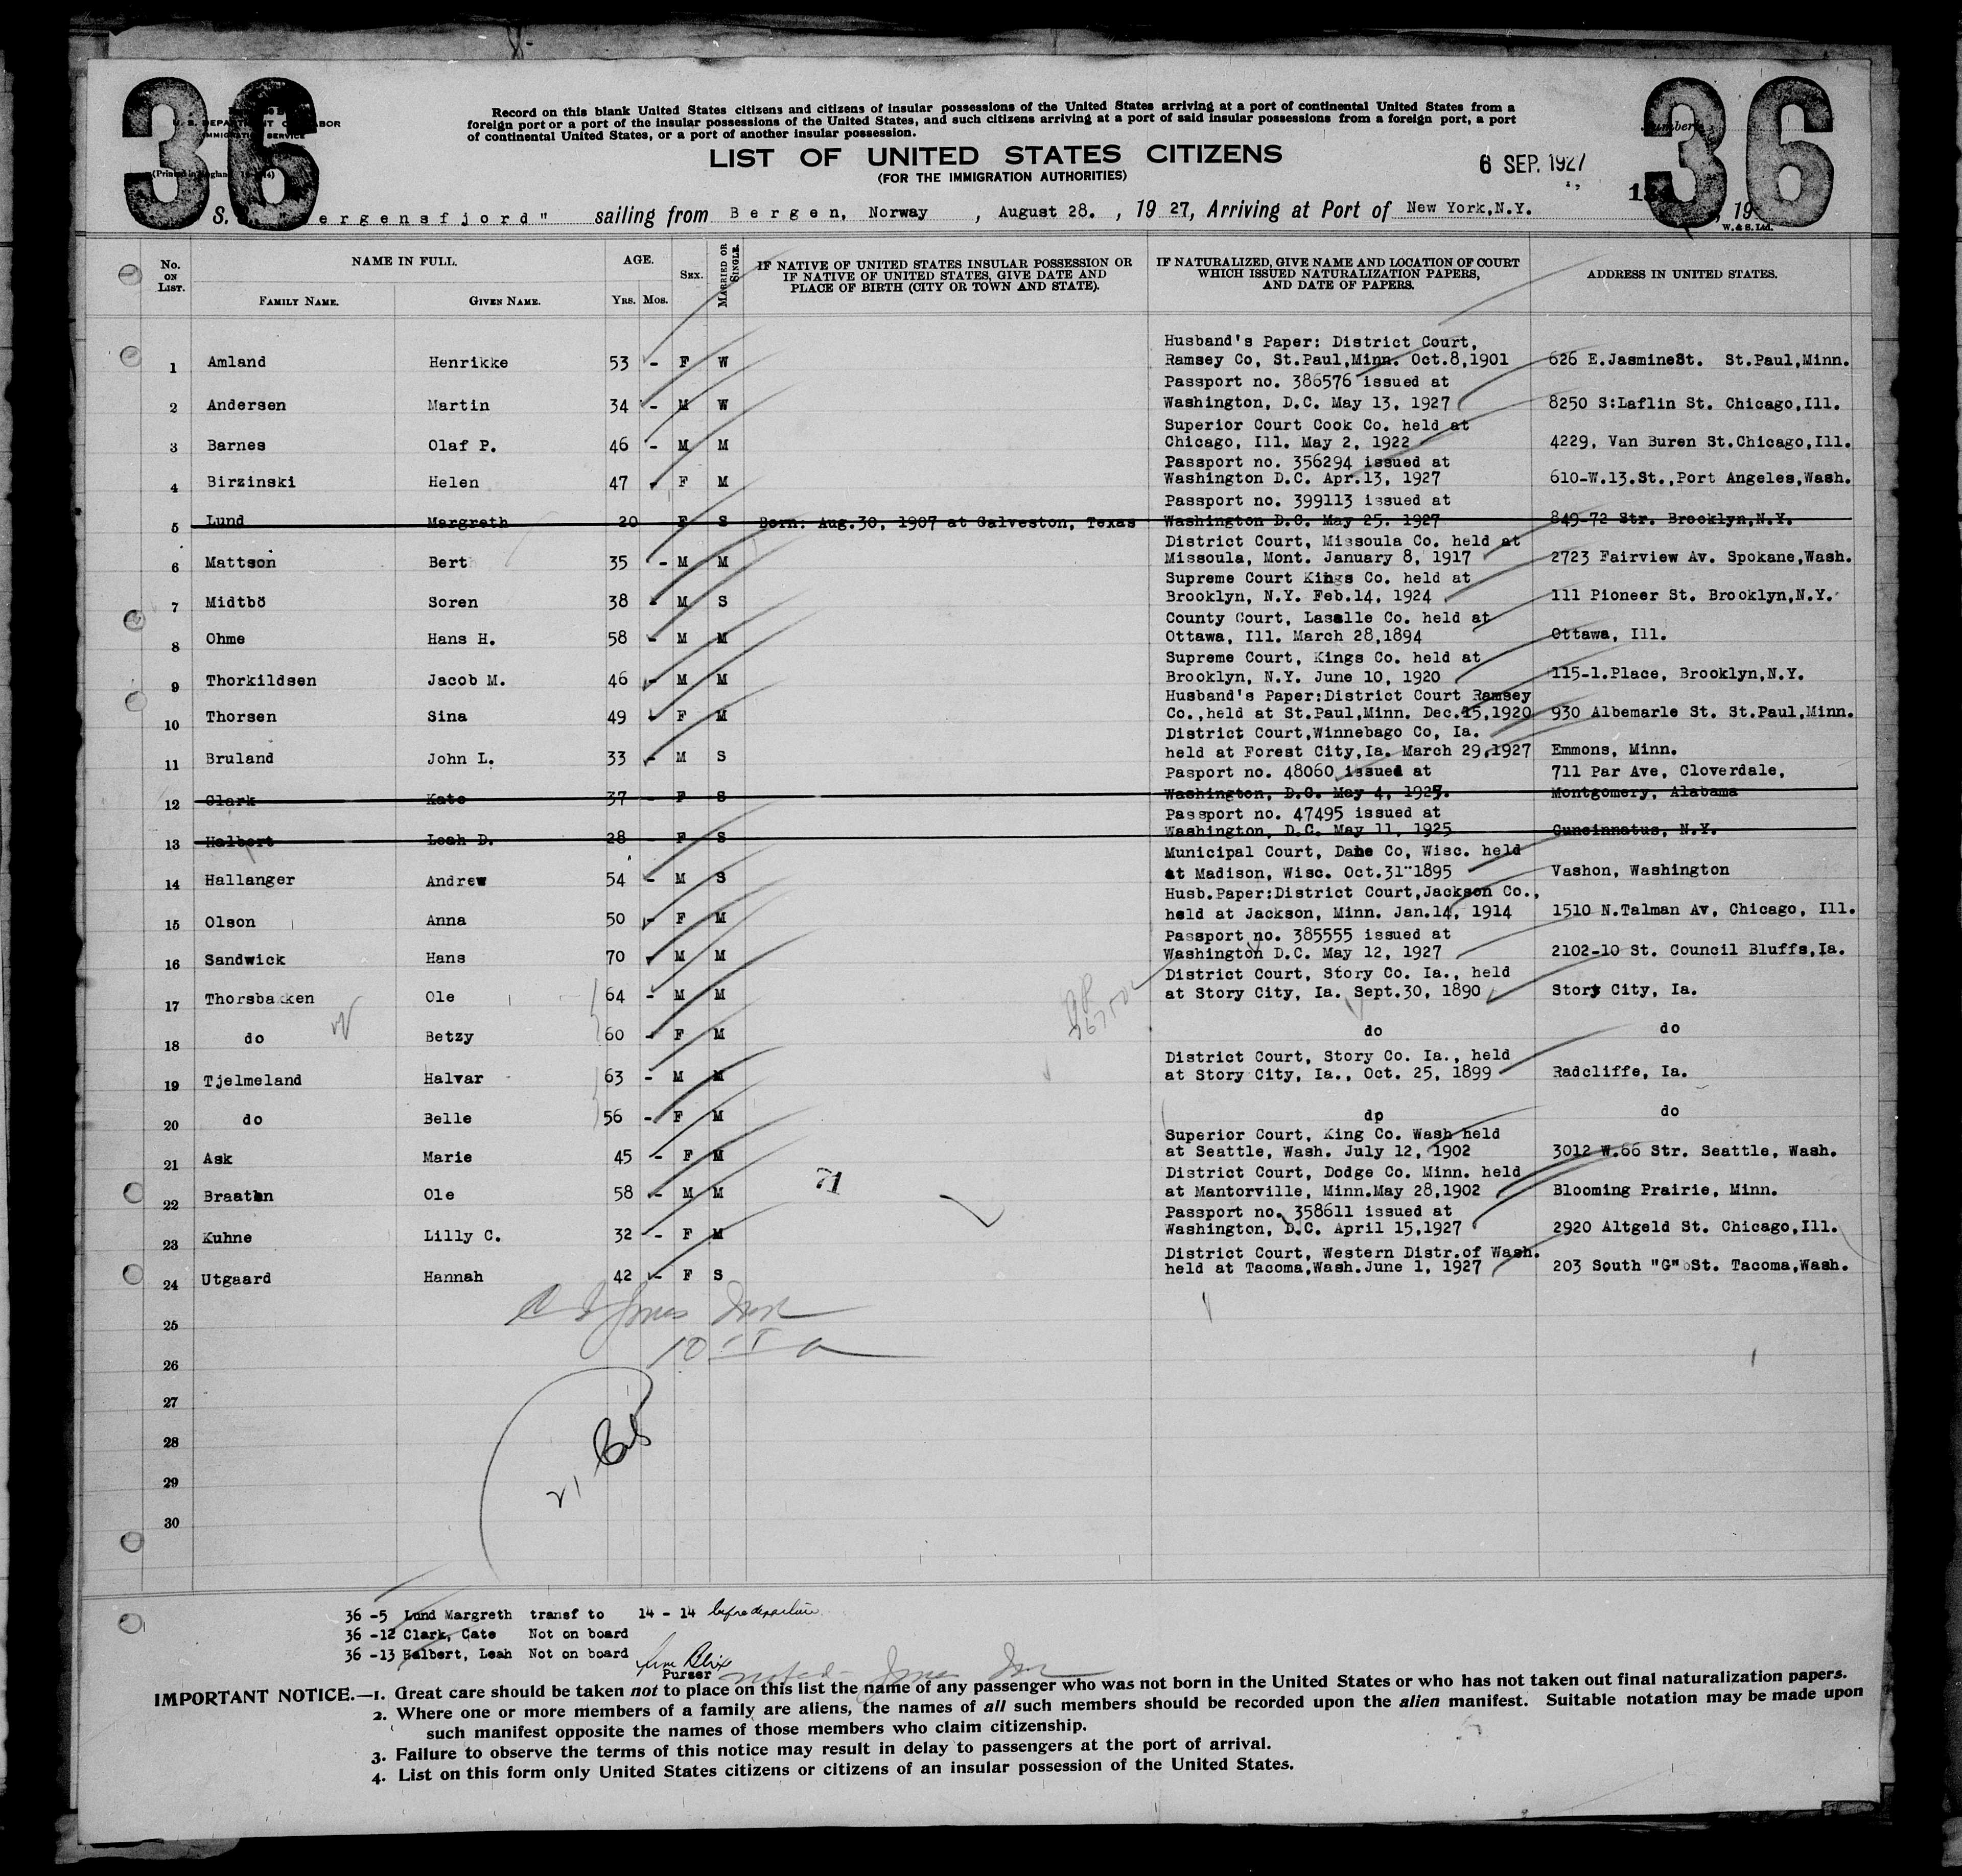 36
36
U. S. DEPARTMENT OF LABOR
IMMIGRATION SERVICE
Number
Record on this blank United States citizens and citizens of insular possessions of the United States arriving at a port of continental United States from a
foreign port or a port of the insular possessions of the United States, and such citizens arriving at a port of said insular possessions from a foreign port, a port
of continental United States, or a port of another insular possession.
LIST OF UNITED STATES CITIZENS
(FOR THE IMMIGRATION AUTHORITIES)
6 SEP. 1927
S. ergensfjord" sailing from Bergen, Norway , August 28. , 19 27, Arriving at Port of New York,N.Y. , 19
W. & S. Ltd.
No. ON LIST. NAME IN FULL. AGE. SEX. MARRIED OR SINGLE. IF NATIVE OF UNITED STATES INSULAR POSSESSION OR IF NATIVE OF UNITED STATES, GIVE DATE AND PLACE OF BIRTH (CITY OR TOWN AND STATE). IF NATURALIZED, GIVE NAME AND LOCATION OF COURT WHICH ISSUED NATURALIZATION PAPERS, AND DATE OF PAPERS. ADDRESS IN UNITED STATES.
FAMILY NAME. GIVEN NAME. YRS. MOS.
Husband's Paper: District Court,
1 Amland Henrikke 53 - F W Ramsey Co, St.Paul,Minn. Oct.8,1901 626 E.JasmineSt. St.Paul,Minn.
Passport no. 386576 issued at
2 Andersen Martin 34 - M W Washington, D.C. May 13, 1927 8250 S:Laflin St. Chicago,Ill.
Superior Court Cook Co. held at
3 Barnes Olaf P. 46 - M M Chicago, Ill. May 2, 1922 4229, Van Buren St.Chicago,Ill.
Passport no. 356294 issued at
4 Birzinski Helen 47 - F M Washington D.C. Apr.13, 1927 610-W.13.St.,Port Angeles,Wash.
Passport no. 399113 issued at
5 Lund Margreth 20 F S Born: Aug.30, 1907 at Galveston, Texas Washington D.C. May 25. 1927 849-72 Str. Brooklyn,N.Y.
District Court, Missoula Co. held at
6 Mattson Bert 35 - M M Missoula, Mont. January 8, 1917 2723 Fairview Av. Spokane,Wash.
Supreme Court Kings Co. held at
7 Midtbö Soren 38 - M S Brooklyn, N.Y. Feb.14, 1924 111 Pioneer St. Brooklyn,N.Y.
County Court, Lasalle Co. held at
8 Ohme Hans H. 58 - M M Ottawa, Ill. March 28,1894 Ottawa, Ill.
Supreme Court, Kings Co. held at
9 Thorkildsen Jacob M. 46 - M M Brooklyn, N.Y. June 10, 1920 115-1.Place, Brooklyn,N.Y.
Husband's Paper:District Court Ramsey
10 Thorsen Sina 49 - F M Co.,held at St.Paul,Minn. Dec.15,1920 930 Albemarle St. St.Paul,Minn.
District Court,Winnebago Co, Ia.
11 Bruland John L. 33 - M S held at Forest City,Ia. March 29,1927 Emmons, Minn.
Pasport no. 48060 issued at 711 Par Ave, Cloverdale,
12 Clark Kate 37 - F S Washington, D.C. May 4, 1925. Montgomery, Alabama
Passport no. 47495 issued at
13 Halbert Leah D. 28 - F S Washington, D.C. May 11, 1925 Cuncinnatus, N.Y.
Municipal Court, Dane Co, Wisc. held
14 Hallanger Andrew 54 - M S at Madison, Wisc. Oct.31 1895 Vashon, Washington
Husb.Paper:District Court,Jackson Co.,
15 Olson Anna 50 - F M held at Jackson, Minn. Jan.14, 1914 1510 N.Talman Av, Chicago, Ill.
Passport no. 385555 issued at
16 Sandwick Hans 70 - M M Washington D.C. May 12, 1927 2102-10 St. Council Bluffs,Ia.
District Court, Story Co. Ia., held
17 Thorsbakken Ole 64 - M M at Story City, Ia. Sept.30, 1890 Story City, Ia.
18 do Betzy 60 - F M do do
District Court, Story Co. Ia., held
19 Tjelmeland Halvar 63 - M M at Story City, Ia., Oct. 25, 1899 Radcliffe, Ia.
20 do Belle 56 - F M dp do
Superior Court, King Co. Wash held
21 Ask Marie 45 - F M at Seattle, Wash. July 12, 1902 3012 W.66 Str. Seattle, Wash.
District Court, Dodge Co. Minn. held
22 Braaten Ole 58 - M M 71 at Mantorville, Minn.May 28,1902 Blooming Prairie, Minn.
Passport no. 358611 issued at
23 Kuhne Lilly C. 32 - F M Washington, D.C. April 15,1927 2920 Altgeld St. Chicago,Ill.
District Court, Western Distr.of Wash.
24 Utgaard Hannah 42 - F S held at Tacoma,Wash.June 1, 1927 203 South "G" St. Tacoma,Wash.
25
26
27
28
29
21
30
36 -5 Lund Margreth transf to 14 - 14 before departure
36 -12 Clark, Cate Not on board
36 -13 Halbert, Leah Not on board
Purser
IMPORTANT NOTICE.—1. Great care should be taken not to place on this list the name of any passenger who was not born in the United States or who has not taken out final naturalization papers.
2. Where one or more members of a family are aliens, the names of all such members should be recorded upon the alien manifest. Suitable notation may be made upon
such manifest opposite the names of those members who claim citizenship.
3. Failure to observe the terms of this notice may result in delay to passengers at the port of arrival.
4. List on this form only United States citizens or citizens of an insular possession of the United States.